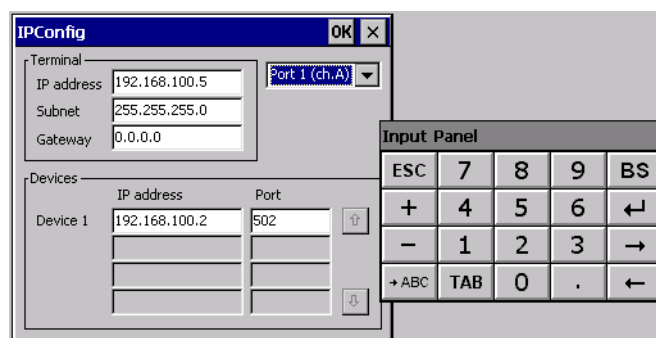 IPConfig OK ×
Terminal
IP address 192.168.100.5 Port 1 (ch.A)
Subnet 255.255.255.0
Gateway 0.0.0.0
Devices
IP address Port
Device 1 192.168.100.2 502
Input Panel
ESC 7 8 9 BS
+ 4 5 6 ↵
− 1 2 3 →
→ABC TAB 0 . ←